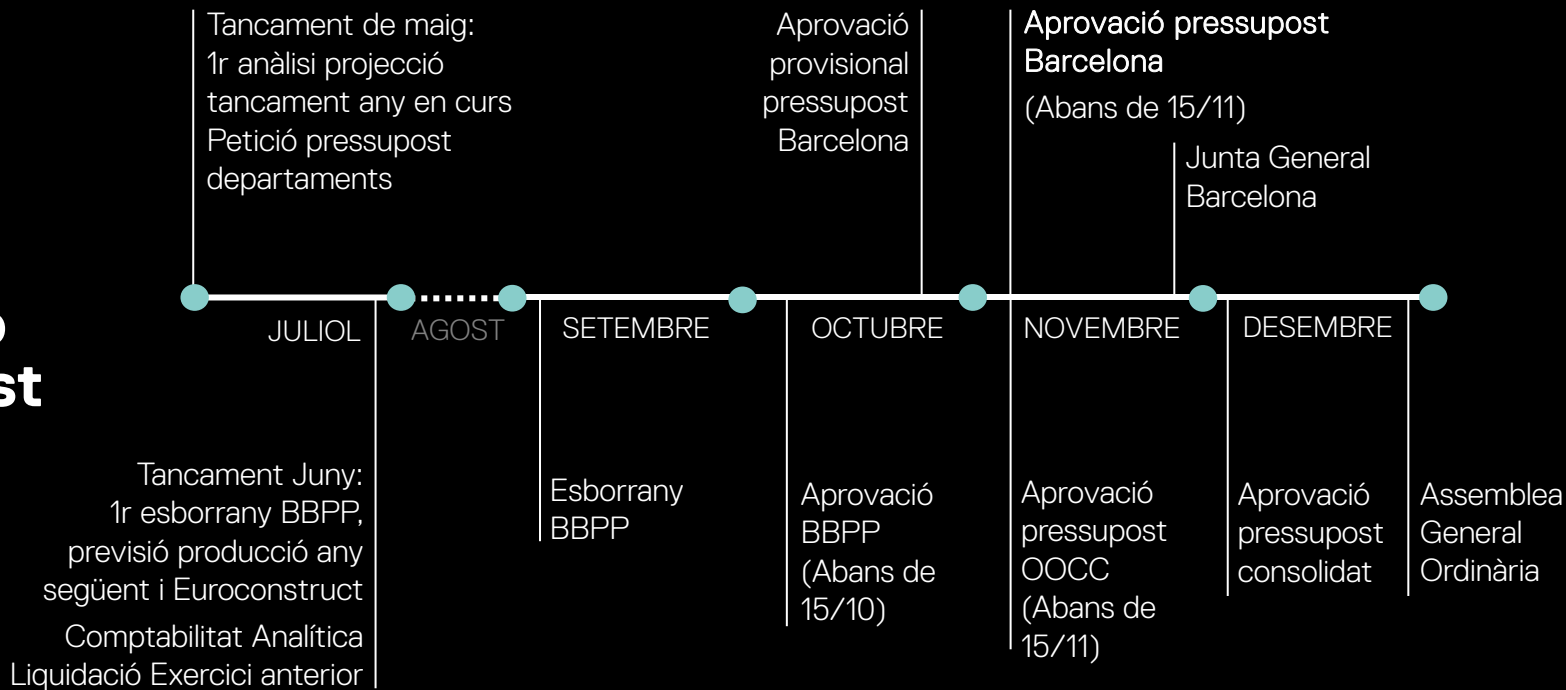 Tancament de maig:
1r anàlisi projecció
tancament any en curs
Petició pressupost
departaments
Aprovació
provisional
pressupost
Barcelona
Aprovació pressupost
Barcelona
(Abans de 15/11)
Junta General
Barcelona
JULIOL
AGOST
SETEMBRE
OCTUBRE
NOVEMBRE
DESEMBRE
Tancament Juny:
1r esborrany BBPP,
previsió producció any
següent i Euroconstruct
Comptabilitat Analítica
Liquidació Exercici anterior
Esborrany
BBPP
Aprovació
BBPP
(Abans de
15/10)
Aprovació
pressupost
OOCC
(Abans de
15/11)
Aprovació
pressupost
consolidat
Assemblea
General
Ordinària